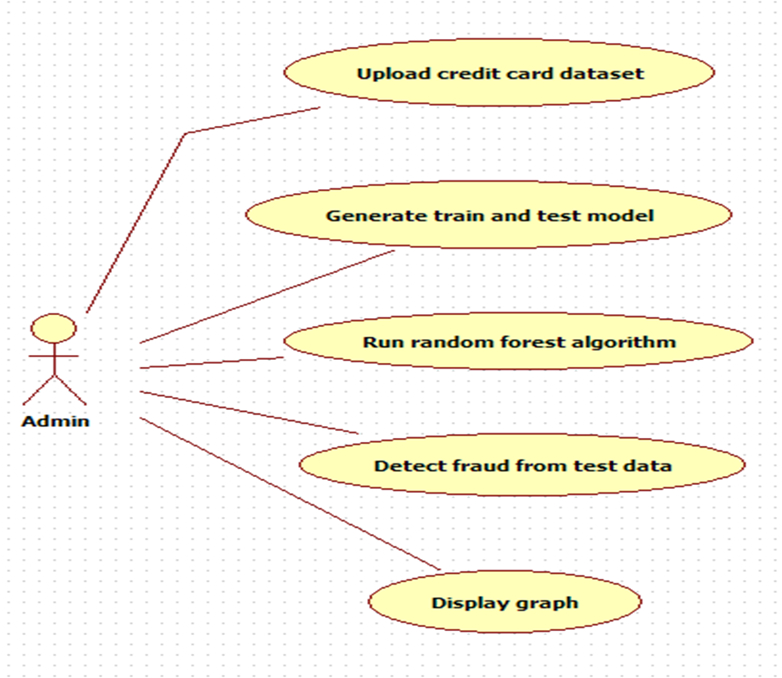 Upload credit card dataset
Generate train and test model
Run random forest algorithm
Admin
Detect fraud from test data
Display graph